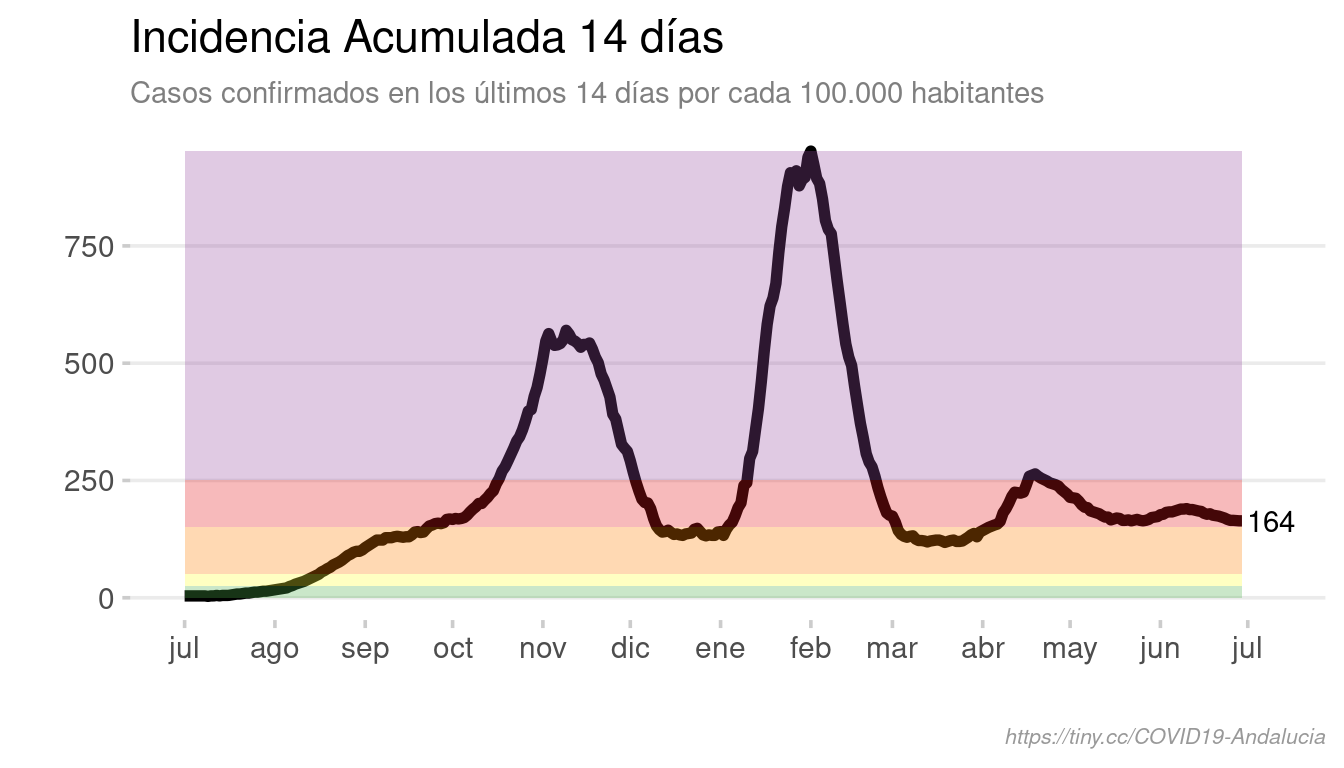 Incidencia Acumulada 14 días
Casos confirmados en los últimos 14 días por cada 100.000 habitantes
750
500
250
0
164
jul ago sep oct nov dic ene feb mar abr may jun jul
https://tiny.cc/COVID19-Andalucia